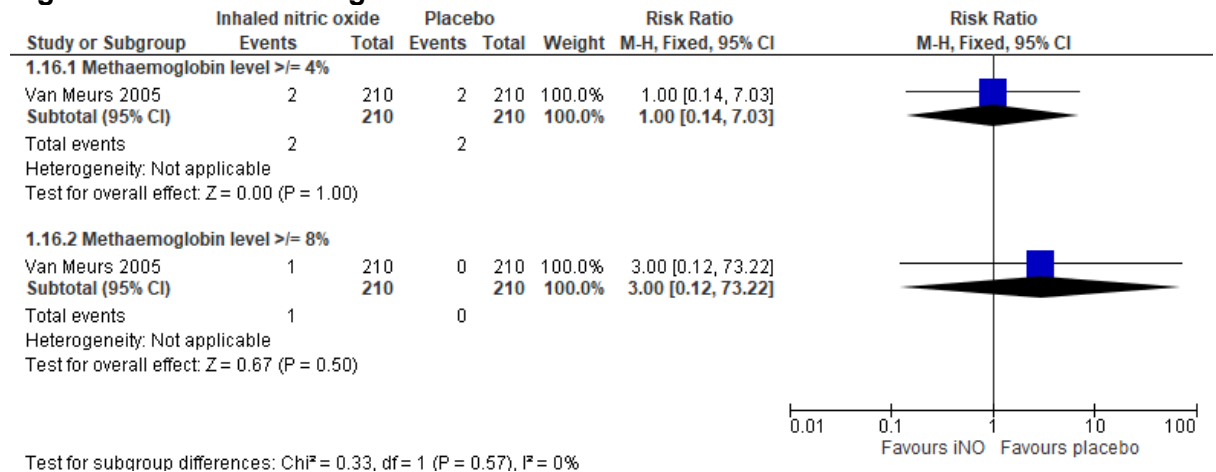 Inhaled nitric oxide Placebo Risk Ratio Risk Ratio
Study or Subgroup Events Total Events Total Weight M-H, Fixed, 95% CI M-H, Fixed, 95% CI
1.16.1 Methaemoglobin level >/= 4%
Van Meurs 2005 2 210 2 210 100.0% 1.00 [0.14, 7.03]
Subtotal (95% CI) 210 210 100.0% 1.00 [0.14, 7.03]
Total events 2 2
Heterogeneity: Not applicable
Test for overall effect: Z = 0.00 (P = 1.00)
1.16.2 Methaemoglobin level >/= 8%
Van Meurs 2005 1 210 0 210 100.0% 3.00 [0.12, 73.22]
Subtotal (95% CI) 210 210 100.0% 3.00 [0.12, 73.22]
Total events 1 0
Heterogeneity: Not applicable
Test for overall effect: Z = 0.67 (P = 0.50)
0.01 0.1 1 10 100
Favours iNO Favours placebo
Test for subgroup differences: Chi² = 0.33, df = 1 (P = 0.57), I² = 0%